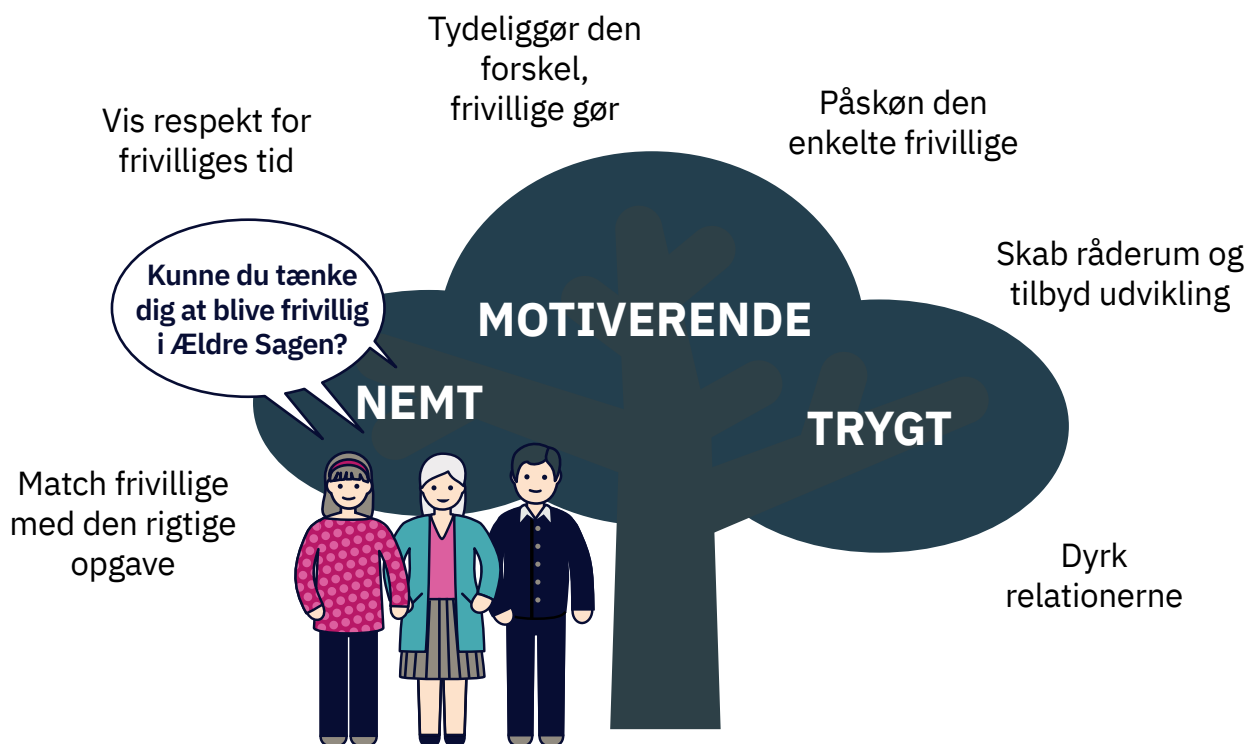 Tydeliggør den
forskel,
frivillige gør
Vis respekt for
frivilliges tid
Påskøn den
enkelte frivillige
Kunne du tænke
dig at blive frivillig
i Ældre Sagen?
Skab råderum og
tilbyd udvikling
MOTIVERENDE
NEMT
TRYGT
Match frivillige
med den rigtige
opgave
Dyrk
relationerne